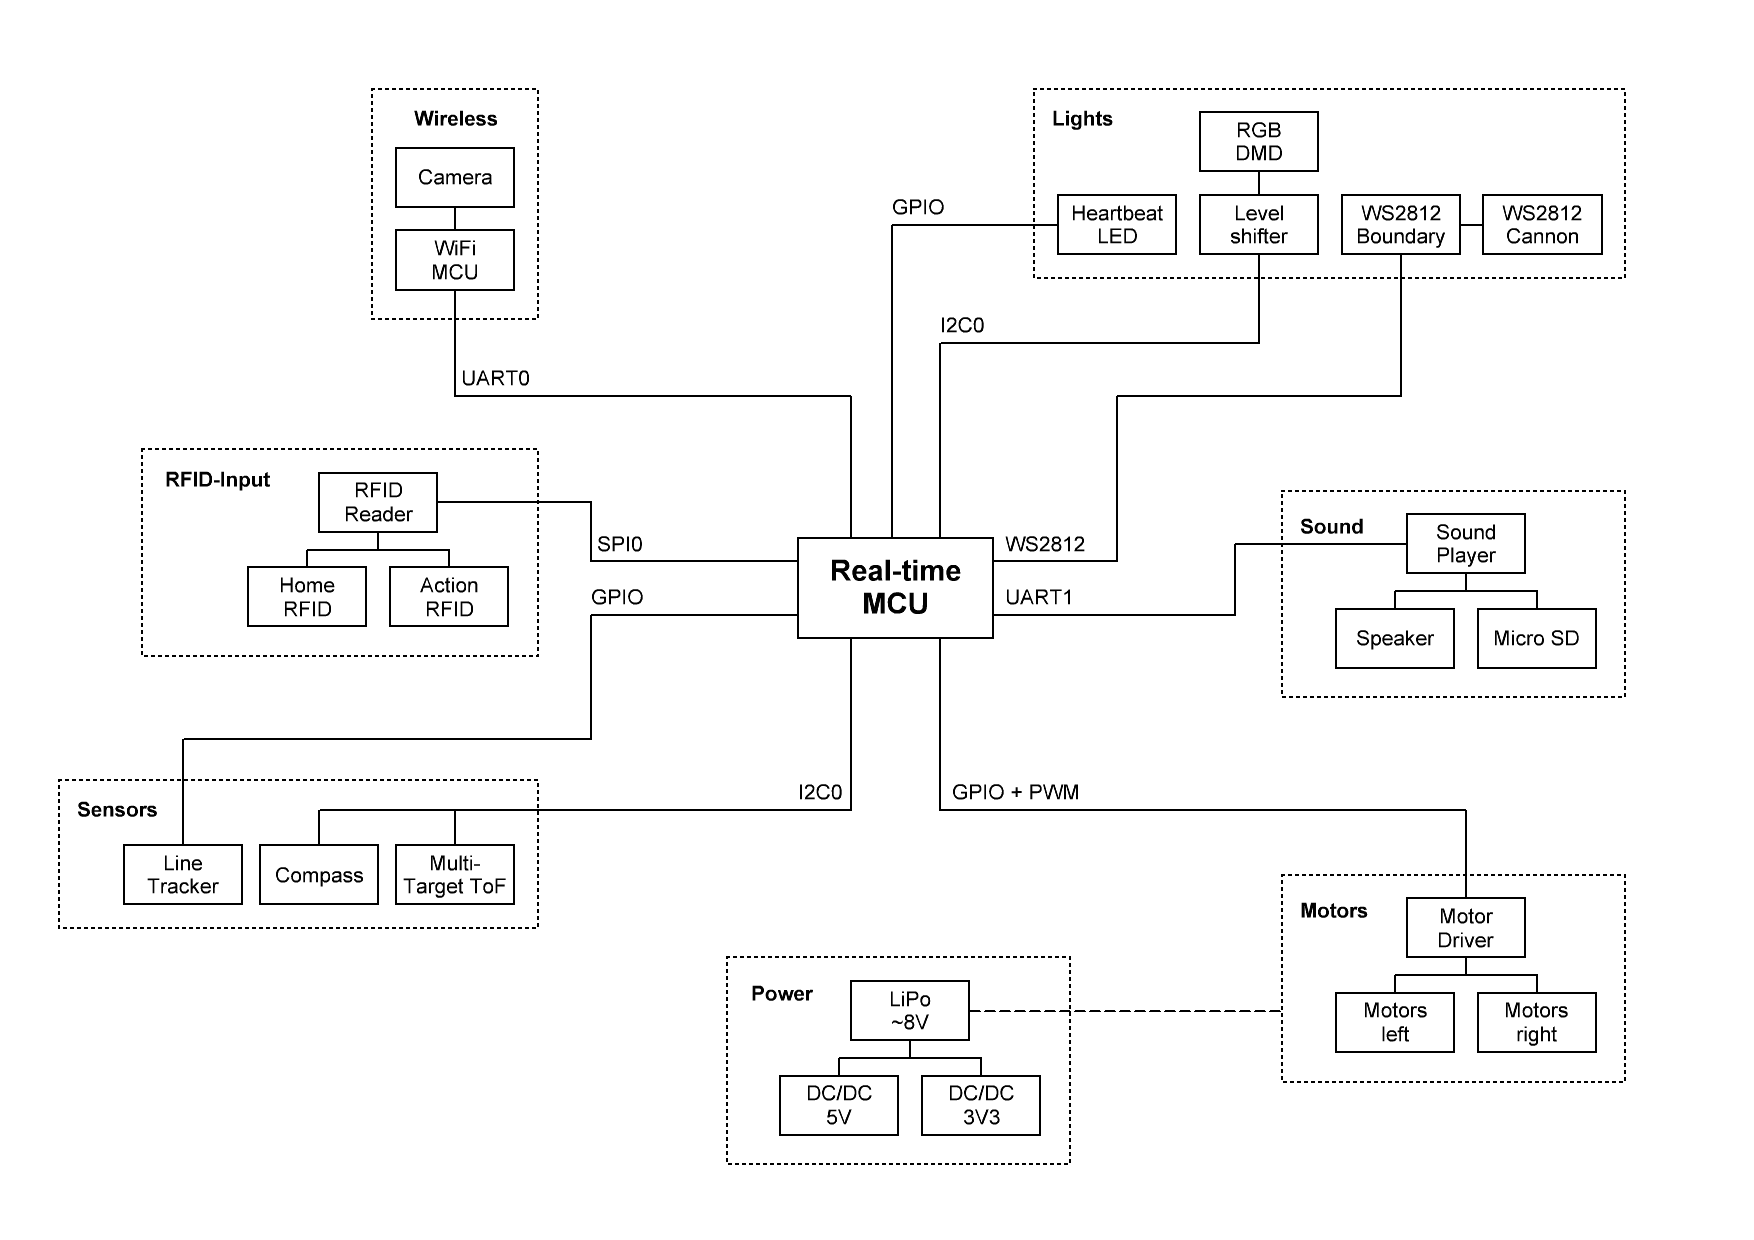 Wireless
Camera
WiFi
MCU
UART0
Lights
RGB
DMD
Heartbeat
LED
Level
shifter
WS2812
Boundary
WS2812
Cannon
GPIO
I2C0
RFID-Input
RFID
Reader
Home
RFID
Action
RFID
SPI0
GPIO
Real-time
MCU
WS2812
UART1
Sound
Sound
Player
Speaker
Micro SD
Sensors
Line
Tracker
Compass
Multi-
Target ToF
I2C0
GPIO + PWM
Motors
Motor
Driver
Motors
left
Motors
right
Power
LiPo
~8V
DC/DC
5V
DC/DC
3V3